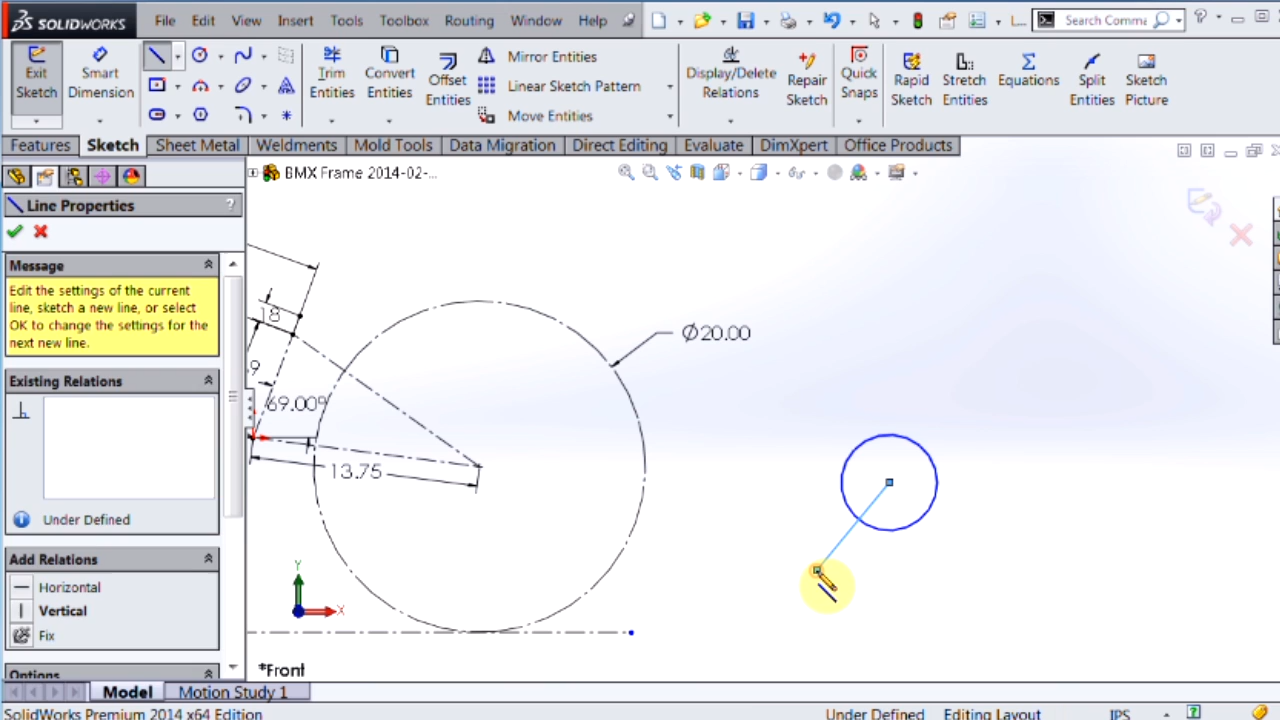 SOLIDWORKS File Edit View Insert Tools Toolbox Routing Window Help Search Comma
Exit Sketch
Smart Dimension
Trim Entities
Convert Entities
Offset Entities
Mirror Entities
Linear Sketch Pattern
Move Entities
Display/Delete Relations
Repair Sketch
Quick Snaps
Rapid Sketch
Stretch Entities
Equations
Split Entities
Sketch Picture
Features Sketch Sheet Metal Weldments Mold Tools Data Migration Direct Editing Evaluate DimXpert Office Products
BMX Frame 2014-02-...
Line Properties ?
Message
Edit the settings of the current
line, sketch a new line, or select
OK to change the settings for the
next new line.
Existing Relations
Under Defined
Add Relations
Horizontal
Vertical
Fix
Options
18
9
69.00°
13.75
Ø20.00
Y
X
*Front
Model Motion Study 1
SolidWorks Premium 2014 x64 Edition Under Defined Editing Layout IPS